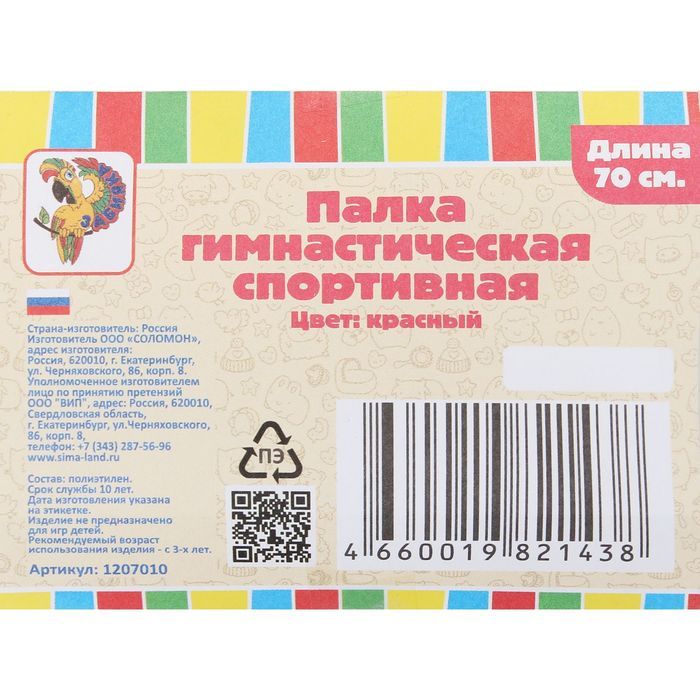 Длина
70 см.
Палка
гимнастическая
спортивная
Цвет: красный
Страна-изготовитель: Россия
Изготовитель ООО «СОЛОМОН»,
адрес изготовителя:
Россия, 620010, г. Екатеринбург,
ул. Черняховского, 86, корп. 8.
Уполномоченное изготовителем
лицо по принятию претензий
ООО "ВИП", адрес: Россия, 620010,
Свердловская область,
г. Екатеринбург, ул.Черняховского,
86, корп. 8,
телефон: +7 (343) 287-56-96
www.sima-land.ru
Состав: полиэтилен.
Срок службы 10 лет.
Дата изготовления указана
на этикетке.
Изделие не предназначено
для игр детей.
Рекомендуемый возраст
использования изделия - с 3-х лет.
Артикул: 1207010
ПЭ
4 660019 821438